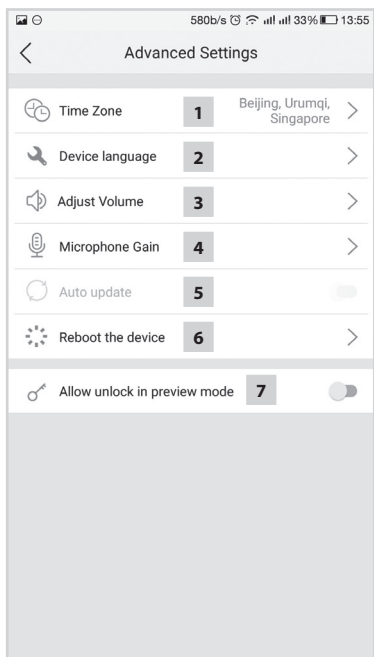 580b/s 33% 13:55
Advanced Settings
Time Zone 1 Beijing, Urumqi,
Singapore
Device language 2
Adjust Volume 3
Microphone Gain 4
Auto update 5
Reboot the device 6
Allow unlock in preview mode 7